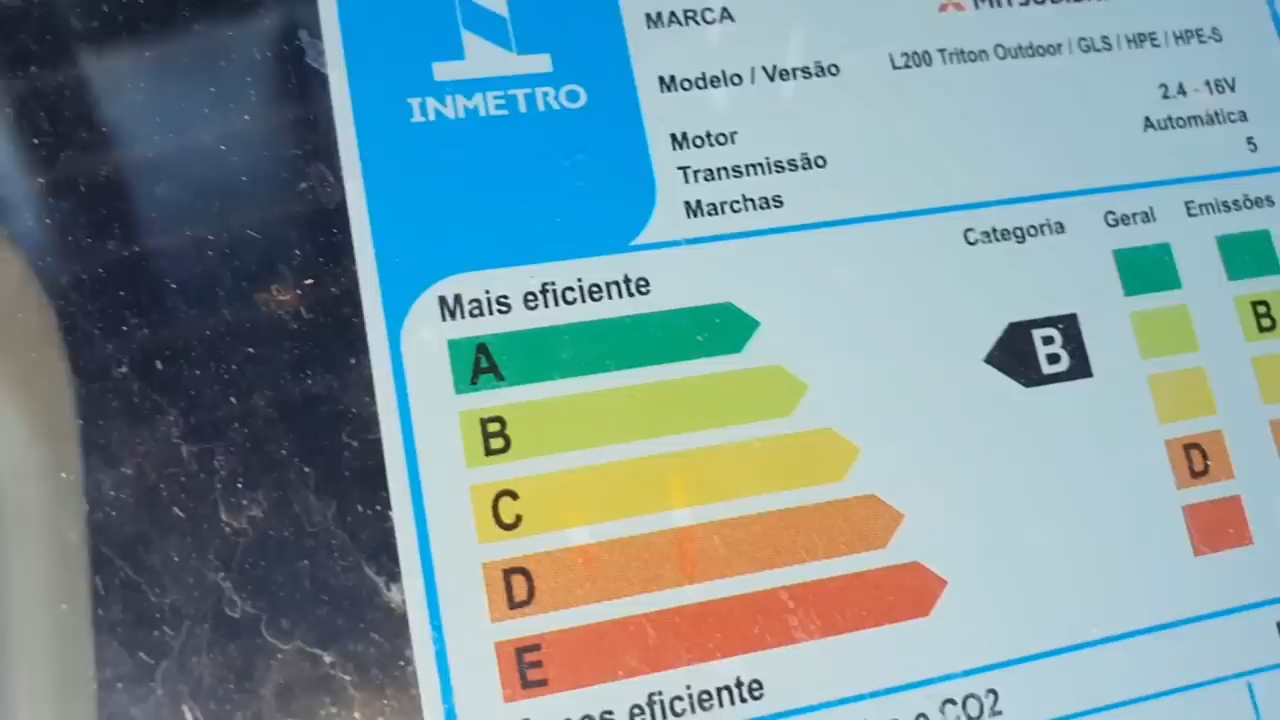 INMETRO
MARCA
Modelo / Versão L200 Triton Outdoor / GLS / HPE / HPE-S
Motor 2.4 - 16V
Transmissão Automática
Marchas 5
Categoria Geral Emissões
Mais eficiente
A
B B B
C
D D
E
eficiente
CO2